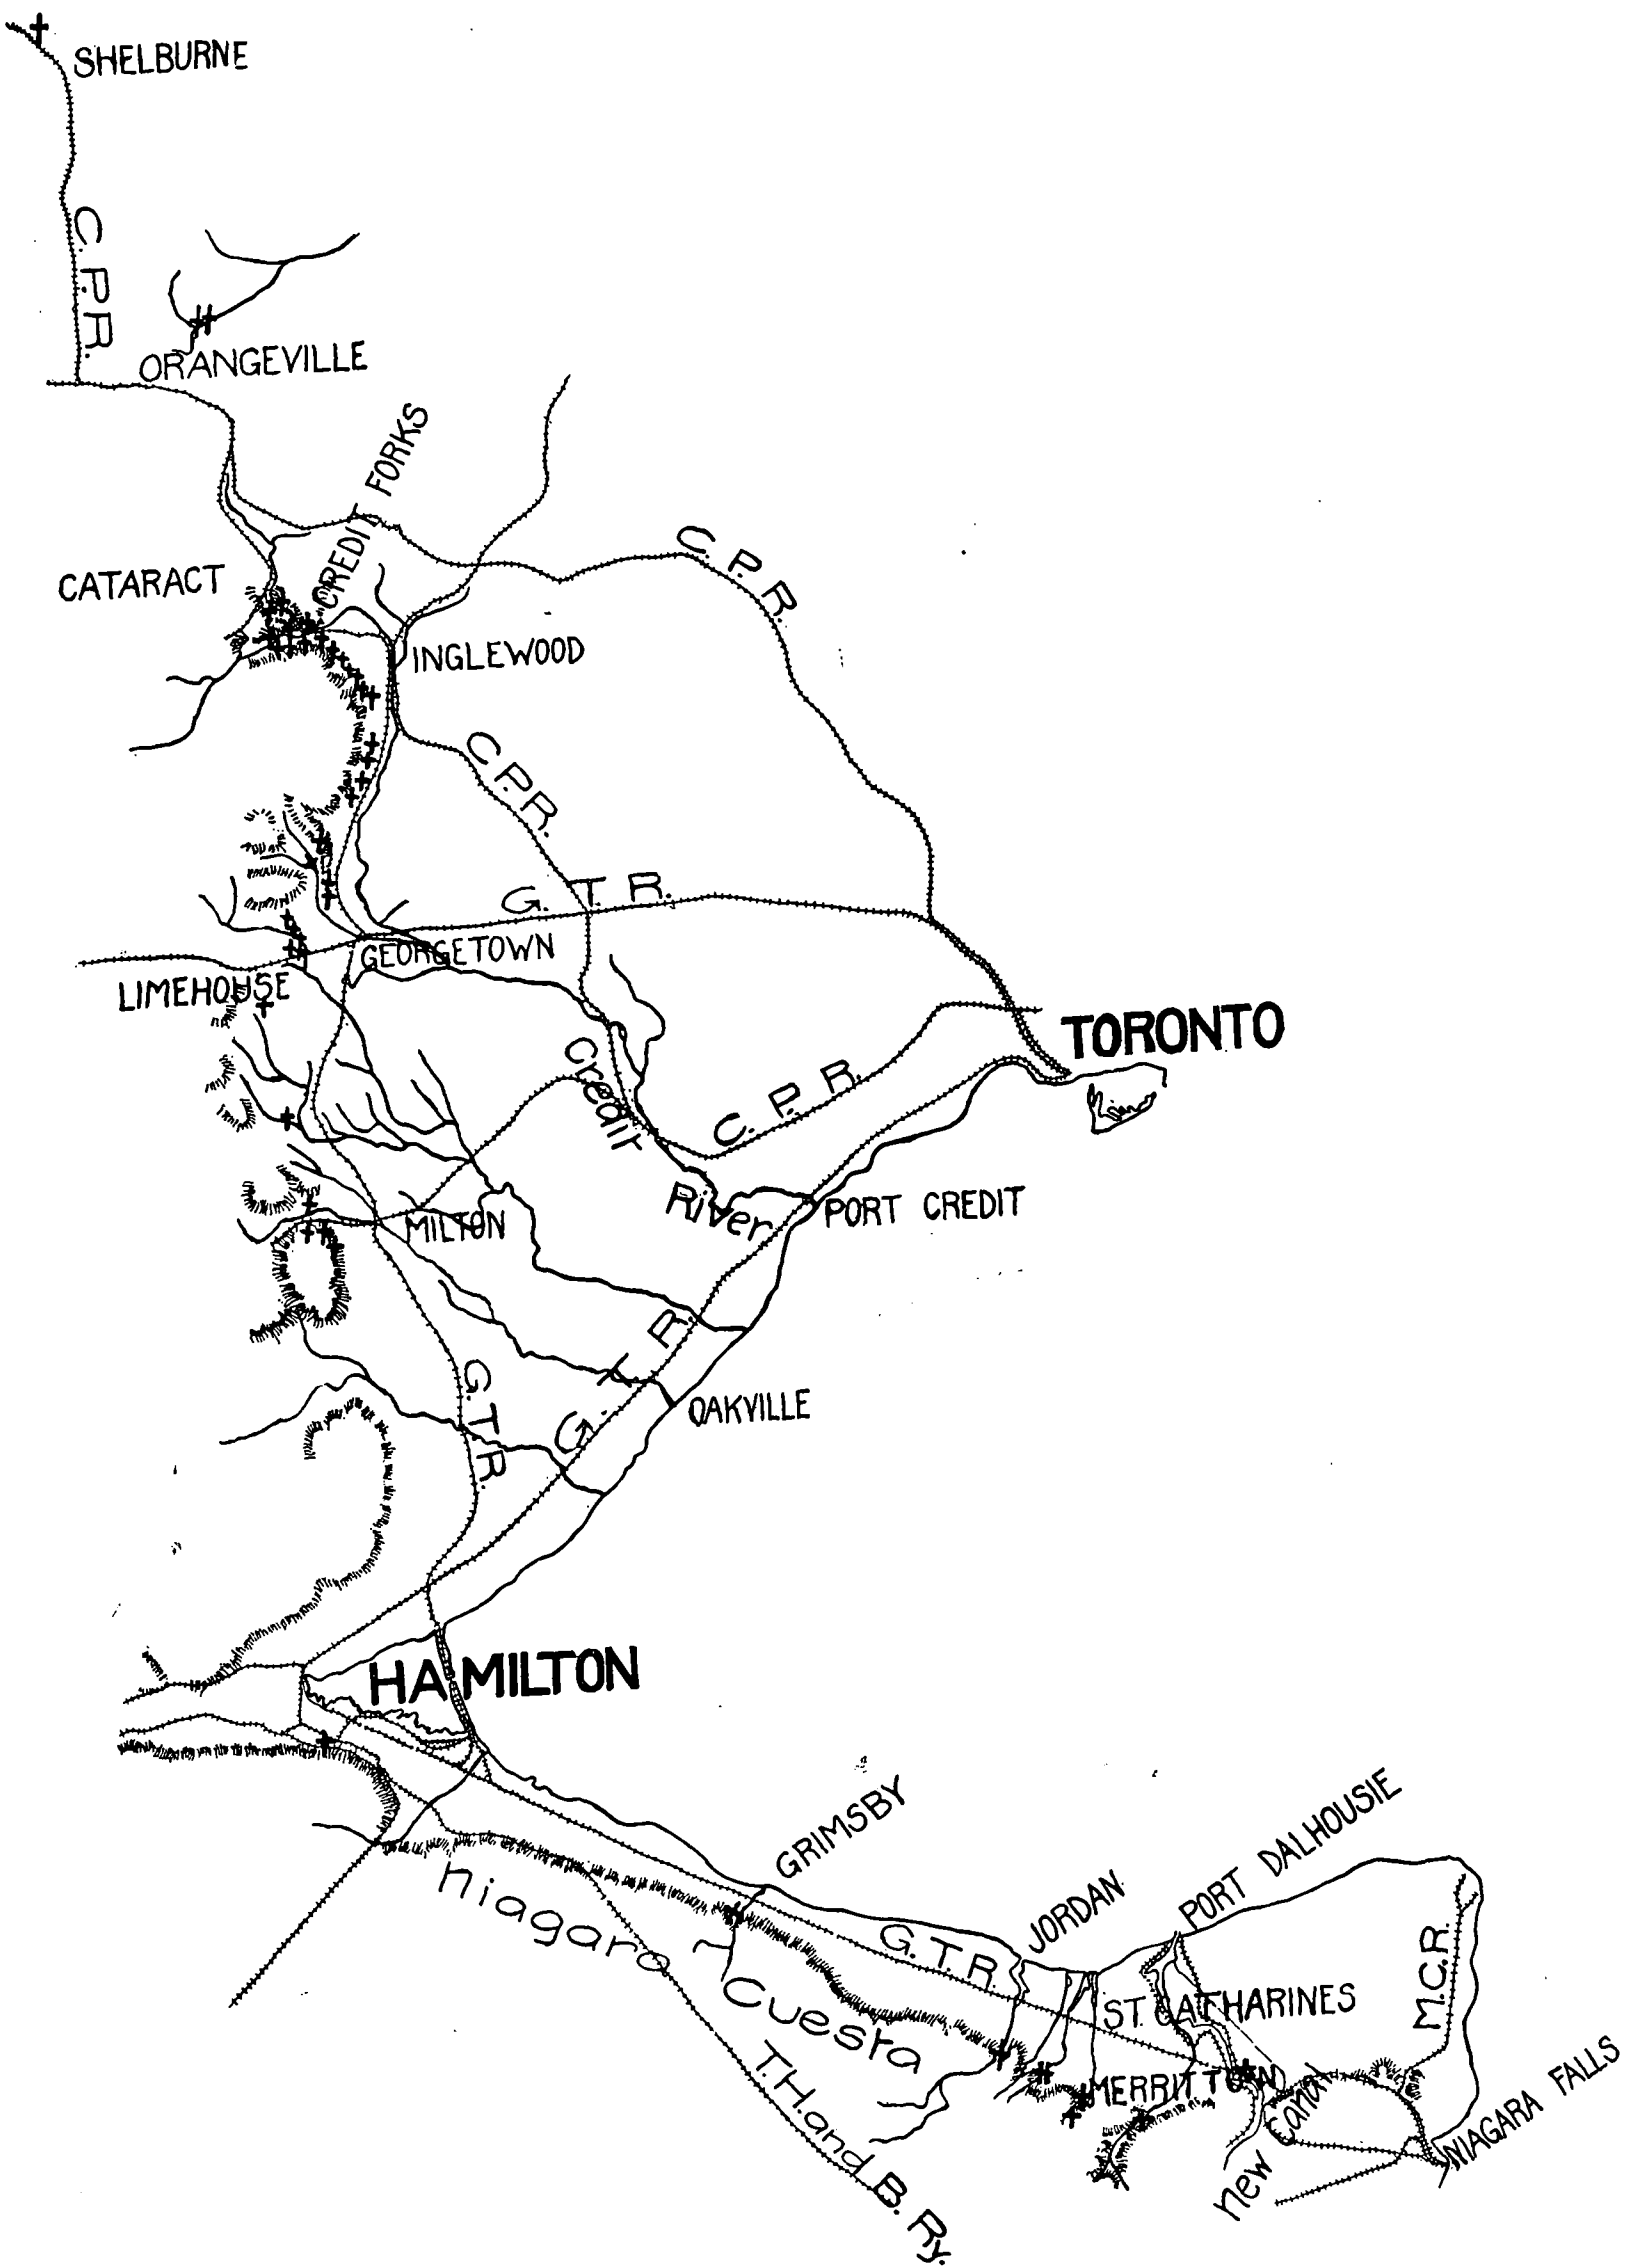 SHELBURNE
C.P.R.
ORANGEVILLE
CREDIT FORKS
CATARACT
C. P. R.
INGLEWOOD
C.P.R.
G. T. R.
GEORGETOWN
LIMEHOUSE
TORONTO
Credit
River
C. P. R.
PORT CREDIT
MILTON
G. T. R.
OAKVILLE
G.T.R.
HAMILTON
GRIMSBY
Niagara
Cuesta
G.T.R.
JORDAN
PORT DALHOUSIE
ST. CATHARINES
M.C.R.
MERRITTON
New Canal
NIAGARA FALLS
T.H. and B. Ry.